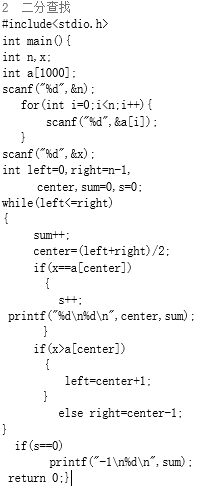 2 二分查找
#include<stdio.h>
int main(){
int n,x;
int a[1000];
scanf("%d",&n);
for(int i=0;i<n;i++){
scanf("%d",&a[i]);
}
scanf("%d",&x);
int left=0,right=n-1,
center,sum=0,s=0;
while(left<=right)
{
sum++;
center=(left+right)/2;
if(x==a[center])
{
s++;
printf("%d\n%d\n",center,sum);
}
if(x>a[center])
{
left=center+1;
}
else right=center-1;
}
if(s==0)
printf("-1\n%d\n",sum);
return 0;}